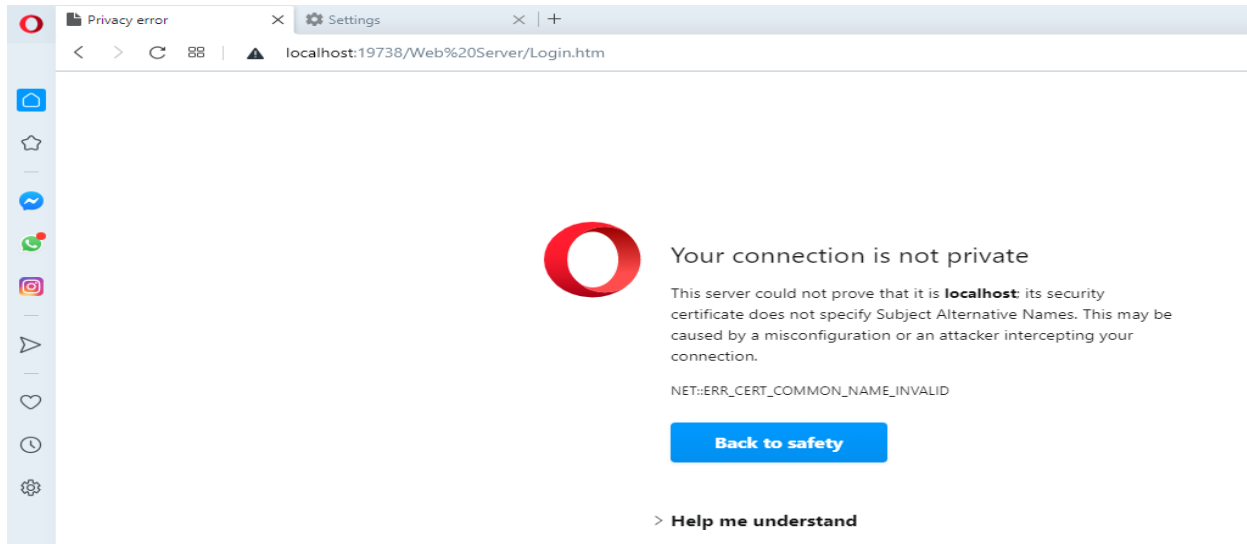 Privacy error
Settings
localhost:19738/Web%20Server/Login.htm
Your connection is not private
This server could not prove that it is localhost; its security
certificate does not specify Subject Alternative Names. This may be
caused by a misconfiguration or an attacker intercepting your
connection.
NET::ERR_CERT_COMMON_NAME_INVALID
Back to safety
Help me understand